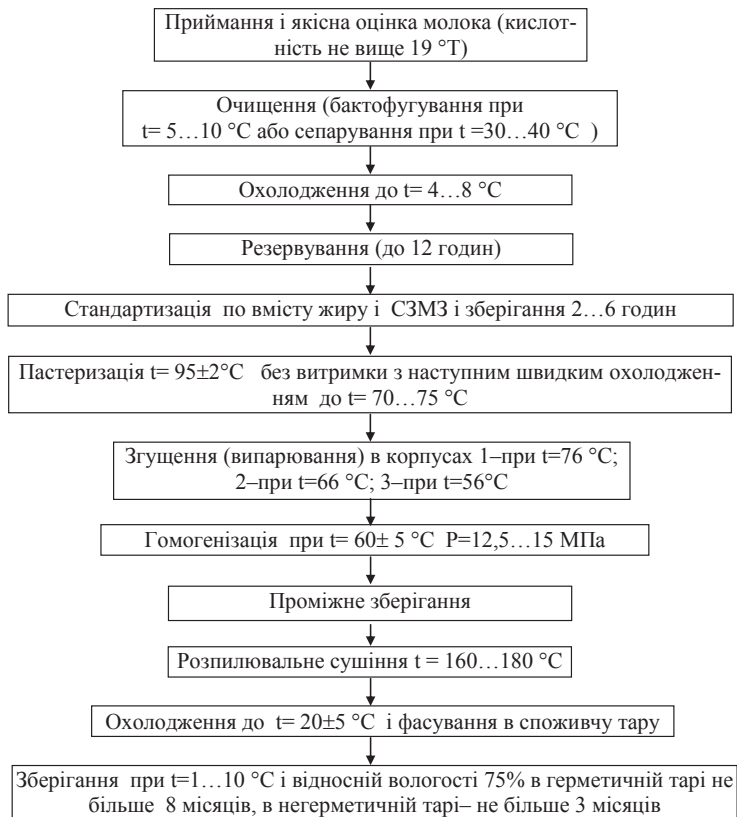 Приймання і якісна оцінка молока (кислот-
ність не вище 19 °Т)
Очищення (бактофугування при
t= 5…10 °С або сепарування при t =30…40 °С )
Охолодження до t= 4…8 °С
Резервування (до 12 годин)
Стандартизація по вмісту жиру і СЗМЗ і зберігання 2…6 годин
Пастеризація t= 95±2°С без витримки з наступним швидким охолоджен-
ням до t= 70…75 °С
Згущення (випарювання) в корпусах 1–при t=76 °С;
2–при t=66 °С; 3–при t=56°С
Гомогенізація при t= 60± 5 °С Р=12,5…15 МПа
Проміжне зберігання
Розпилювальне сушіння t = 160…180 °С
Охолодження до t= 20±5 °С і фасування в споживчу тару
Зберігання при t=1…10 °С і відносній вологості 75% в герметичній тарі не
більше 8 місяців, в негерметичній тарі– не більше 3 місяців